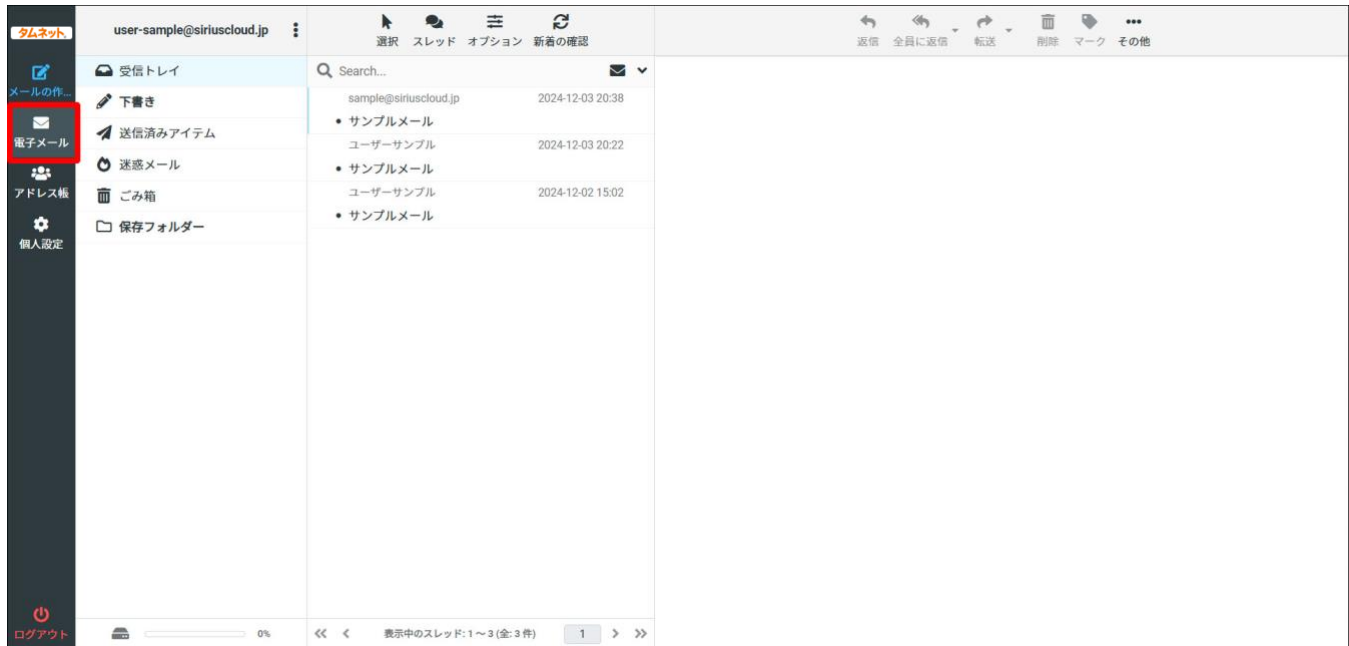 タムネット
メールの作...
電子メール
アドレス帳
個人設定
ログアウト
user-sample@siriuscloud.jp
受信トレイ
下書き
送信済みアイテム
迷惑メール
ごみ箱
保存フォルダー
0%
選択 スレッド オプション 新着の確認
Search...
sample@siriuscloud.jp 2024-12-03 20:38
• サンプルメール
ユーザーサンプル 2024-12-03 20:22
• サンプルメール
ユーザーサンプル 2024-12-02 15:02
• サンプルメール
表示中のスレッド: 1 ～ 3 (全: 3 件) 1
返信 全員に返信 転送 削除 マーク その他